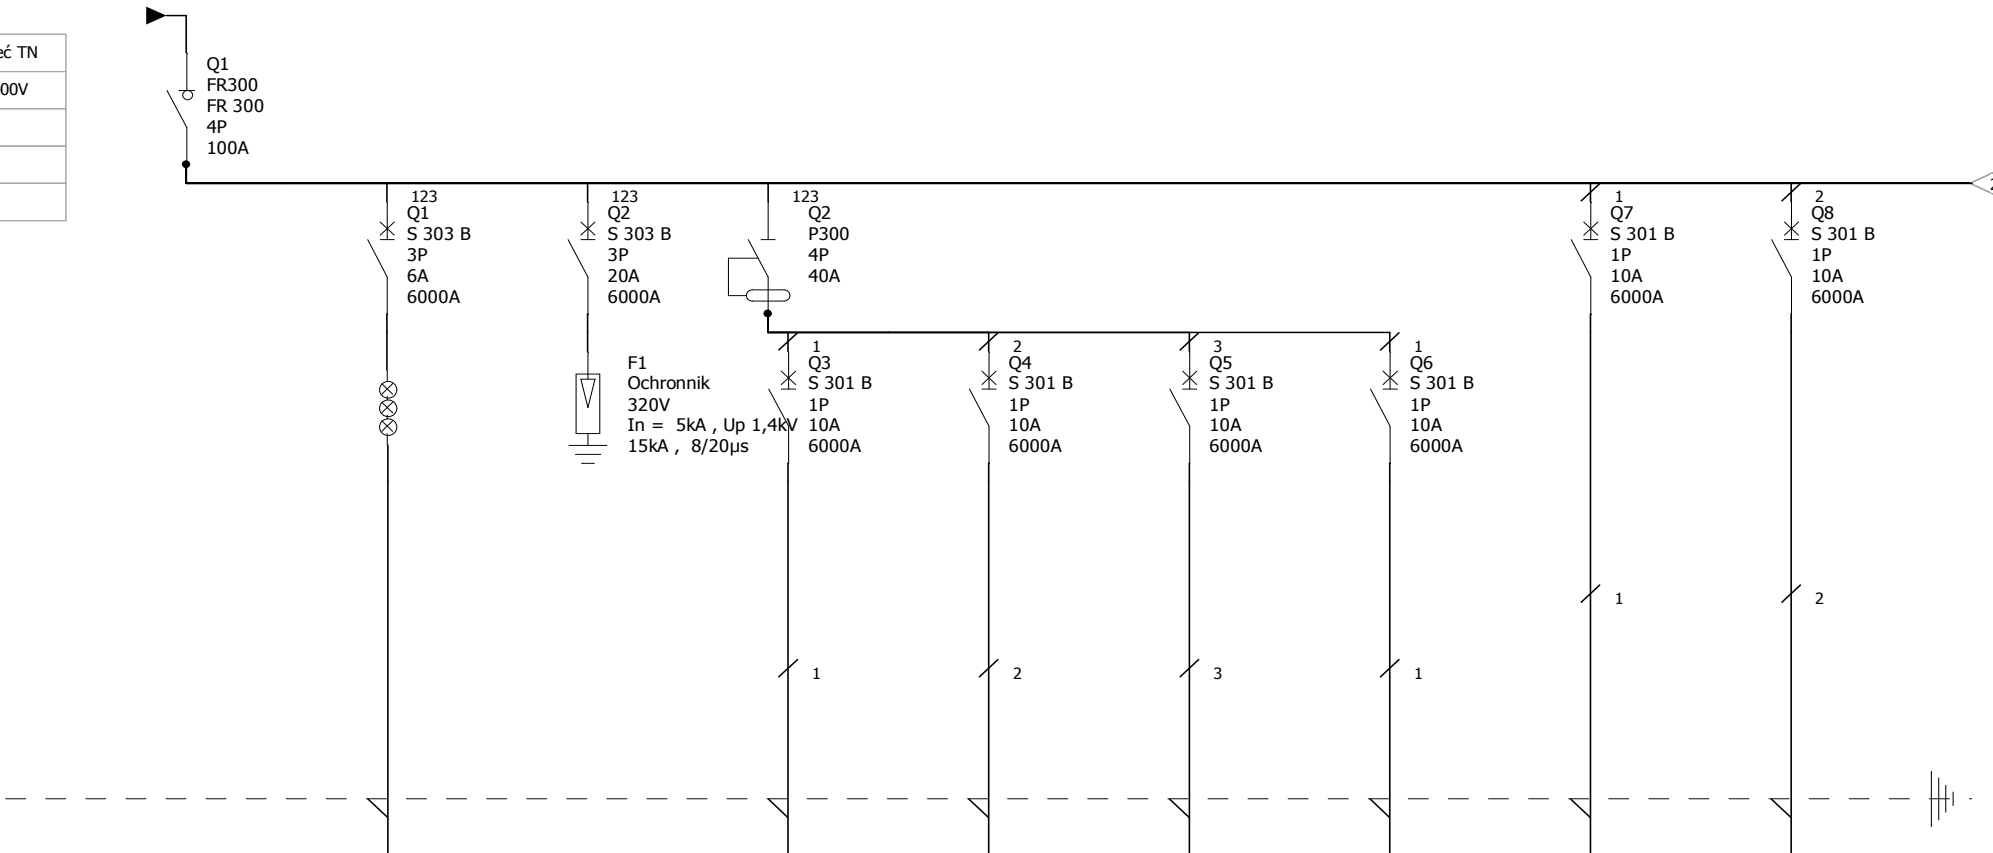 eć TN
00V
Q1
FR300
FR 300
4P
100A
123
Q1
S 303 B
3P
6A
6000A
123
Q2
S 303 B
3P
20A
6000A
123
Q2
P300
4P
40A
1
Q7
S 301 B
1P
10A
6000A
2
Q8
S 301 B
1P
10A
6000A
F1
Ochronnik
320V
In =  5kA , Up 1,4kV
15kA ,  8/20µs
1
Q3
S 301 B
1P
10A
6000A
2
Q4
S 301 B
1P
10A
6000A
3
Q5
S 301 B
1P
10A
6000A
1
Q6
S 301 B
1P
10A
6000A
1
2
1
2
3
1